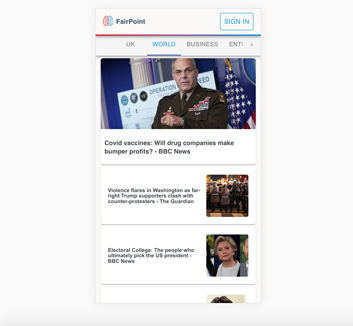 FairPoint
SIGN IN
UK WORLD BUSINESS ENTE
Covid vaccines: Will drug companies make
bumper profits? - BBC News
Violence flares in Washington as far-
right Trump supporters clash with
counter-protesters - The Guardian
Electoral College: The people who
ultimately pick the US president -
BBC News